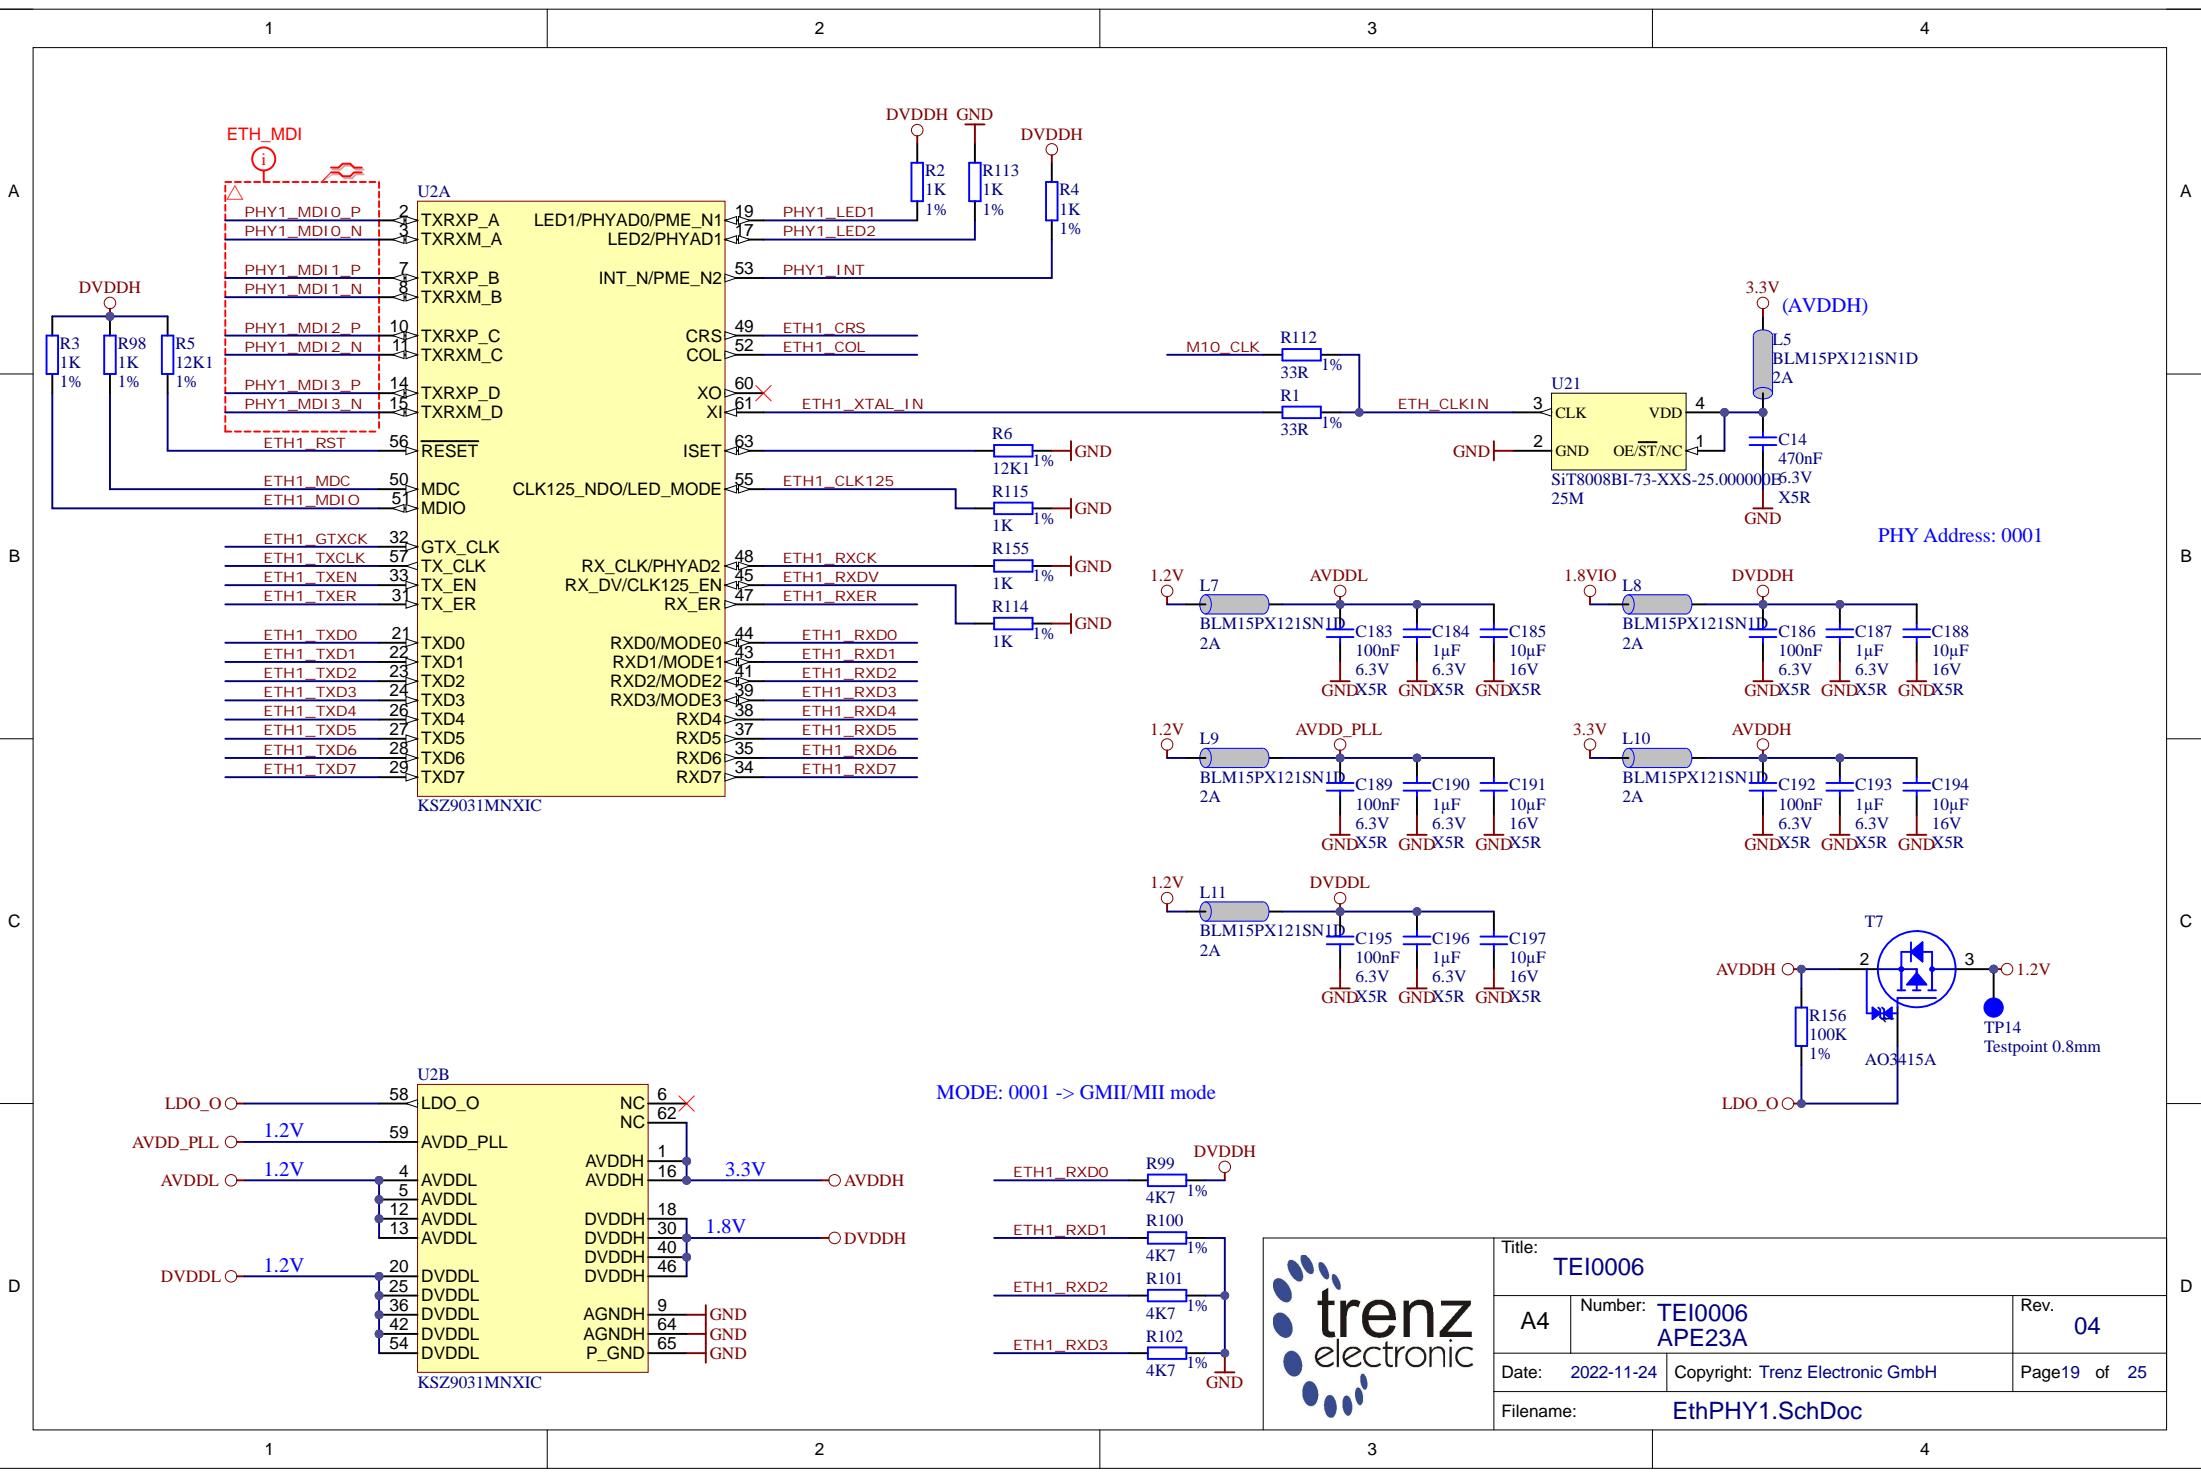 1 2 3 4
A A
B B
C C
D D
ETH_MDI
i
U2A
PHY1_MDI0_P 2 TXRXP_A
PHY1_MDI0_N 3 TXRXM_A
PHY1_MDI1_P 7 TXRXP_B
PHY1_MDI1_N 8 TXRXM_B
PHY1_MDI2_P 10 TXRXP_C
PHY1_MDI2_N 11 TXRXM_C
PHY1_MDI3_P 14 TXRXP_D
PHY1_MDI3_N 15 TXRXM_D
ETH1_RST 56 RESET
ETH1_MDC 50 MDC
ETH1_MDIO 51 MDIO
ETH1_GTXCK 32 GTX_CLK
ETH1_TXCLK 57 TX_CLK
ETH1_TXEN 33 TX_EN
ETH1_TXER 31 TX_ER
ETH1_TXD0 21 TXD0
ETH1_TXD1 22 TXD1
ETH1_TXD2 23 TXD2
ETH1_TXD3 24 TXD3
ETH1_TXD4 26 TXD4
ETH1_TXD5 27 TXD5
ETH1_TXD6 28 TXD6
ETH1_TXD7 29 TXD7
KSZ9031MNXIC
DVDDH
R3 1K 1%
R98 1K 1%
R5 12K1 1%
LED1/PHYAD0/PME_N1 19 PHY1_LED1
LED2/PHYAD1 17 PHY1_LED2
INT_N/PME_N2 53 PHY1_INT
CRS 49 ETH1_CRS
COL 52 ETH1_COL
XO 60
XI 61 ETH1_XTAL_IN
ISET 63
CLK125_NDO/LED_MODE 55 ETH1_CLK125
RX_CLK/PHYAD2 48 ETH1_RXCK
RX_DV/CLK125_EN 45 ETH1_RXDV
RX_ER 47 ETH1_RXER
RXD0/MODE0 44 ETH1_RXD0
RXD1/MODE1 43 ETH1_RXD1
RXD2/MODE2 41 ETH1_RXD2
RXD3/MODE3 39 ETH1_RXD3
RXD4 38 ETH1_RXD4
RXD5 37 ETH1_RXD5
RXD6 35 ETH1_RXD6
RXD7 34 ETH1_RXD7
DVDDH GND DVDDH
R2 1K 1%
R113 1K 1%
R4 1K 1%
R6 12K1 1% GND
R115 1K 1% GND
R155 1K 1% GND
R114 1K 1% GND
M10_CLK R112 33R 1%
R1 33R 1%
ETH_CLKIN
U21
3 CLK VDD 4
GND 2 GND OE/ST/NC 1
SiT8008BI-73-XXS-25.000000E
25M
3.3V (AVDDH)
L5
BLM15PX121SN1D
2A
C14
470nF
6.3V
X5R
GND
PHY Address: 0001
1.2V L7 AVDDL
BLM15PX121SN1D
2A
C183 100nF 6.3V X5R GND
C184 1µF 6.3V X5R GND
C185 10µF 16V X5R GND
1.8VIO L8 DVDDH
BLM15PX121SN1D
2A
C186 100nF 6.3V X5R GND
C187 1µF 6.3V X5R GND
C188 10µF 16V X5R GND
1.2V L9 AVDD_PLL
BLM15PX121SN1D
2A
C189 100nF 6.3V X5R GND
C190 1µF 6.3V X5R GND
C191 10µF 16V X5R GND
3.3V L10 AVDDH
BLM15PX121SN1D
2A
C192 100nF 6.3V X5R GND
C193 1µF 6.3V X5R GND
C194 10µF 16V X5R GND
1.2V L11 DVDDL
BLM15PX121SN1D
2A
C195 100nF 6.3V X5R GND
C196 1µF 6.3V X5R GND
C197 10µF 16V X5R GND
T7
AVDDH 2 3 1.2V
R156
100K
1%
AO3415A
TP14
Testpoint 0.8mm
LDO_O
U2B
LDO_O 58 LDO_O
AVDD_PLL 1.2V 59 AVDD_PLL
AVDDL 1.2V 4 AVDDL
5 AVDDL
12 AVDDL
13 AVDDL
DVDDL 1.2V 20 DVDDL
25 DVDDL
36 DVDDL
42 DVDDL
54 DVDDL
NC 6
NC 62
AVDDH 1
AVDDH 16 3.3V AVDDH
DVDDH 18
DVDDH 30 1.8V DVDDH
DVDDH 40
DVDDH 46
AGNDH 9 GND
AGNDH 64 GND
P_GND 65 GND
KSZ9031MNXIC
MODE: 0001 -> GMII/MII mode
ETH1_RXD0 R99 4K7 1% DVDDH
ETH1_RXD1 R100 4K7 1%
ETH1_RXD2 R101 4K7 1%
ETH1_RXD3 R102 4K7 1%
GND
trenz
electronic
Title: TEI0006
A4 Number: TEI0006
APE23A
Rev. 04
Date: 2022-11-24 Copyright: Trenz Electronic GmbH Page19 of 25
Filename: EthPHY1.SchDoc
1 2 3 4